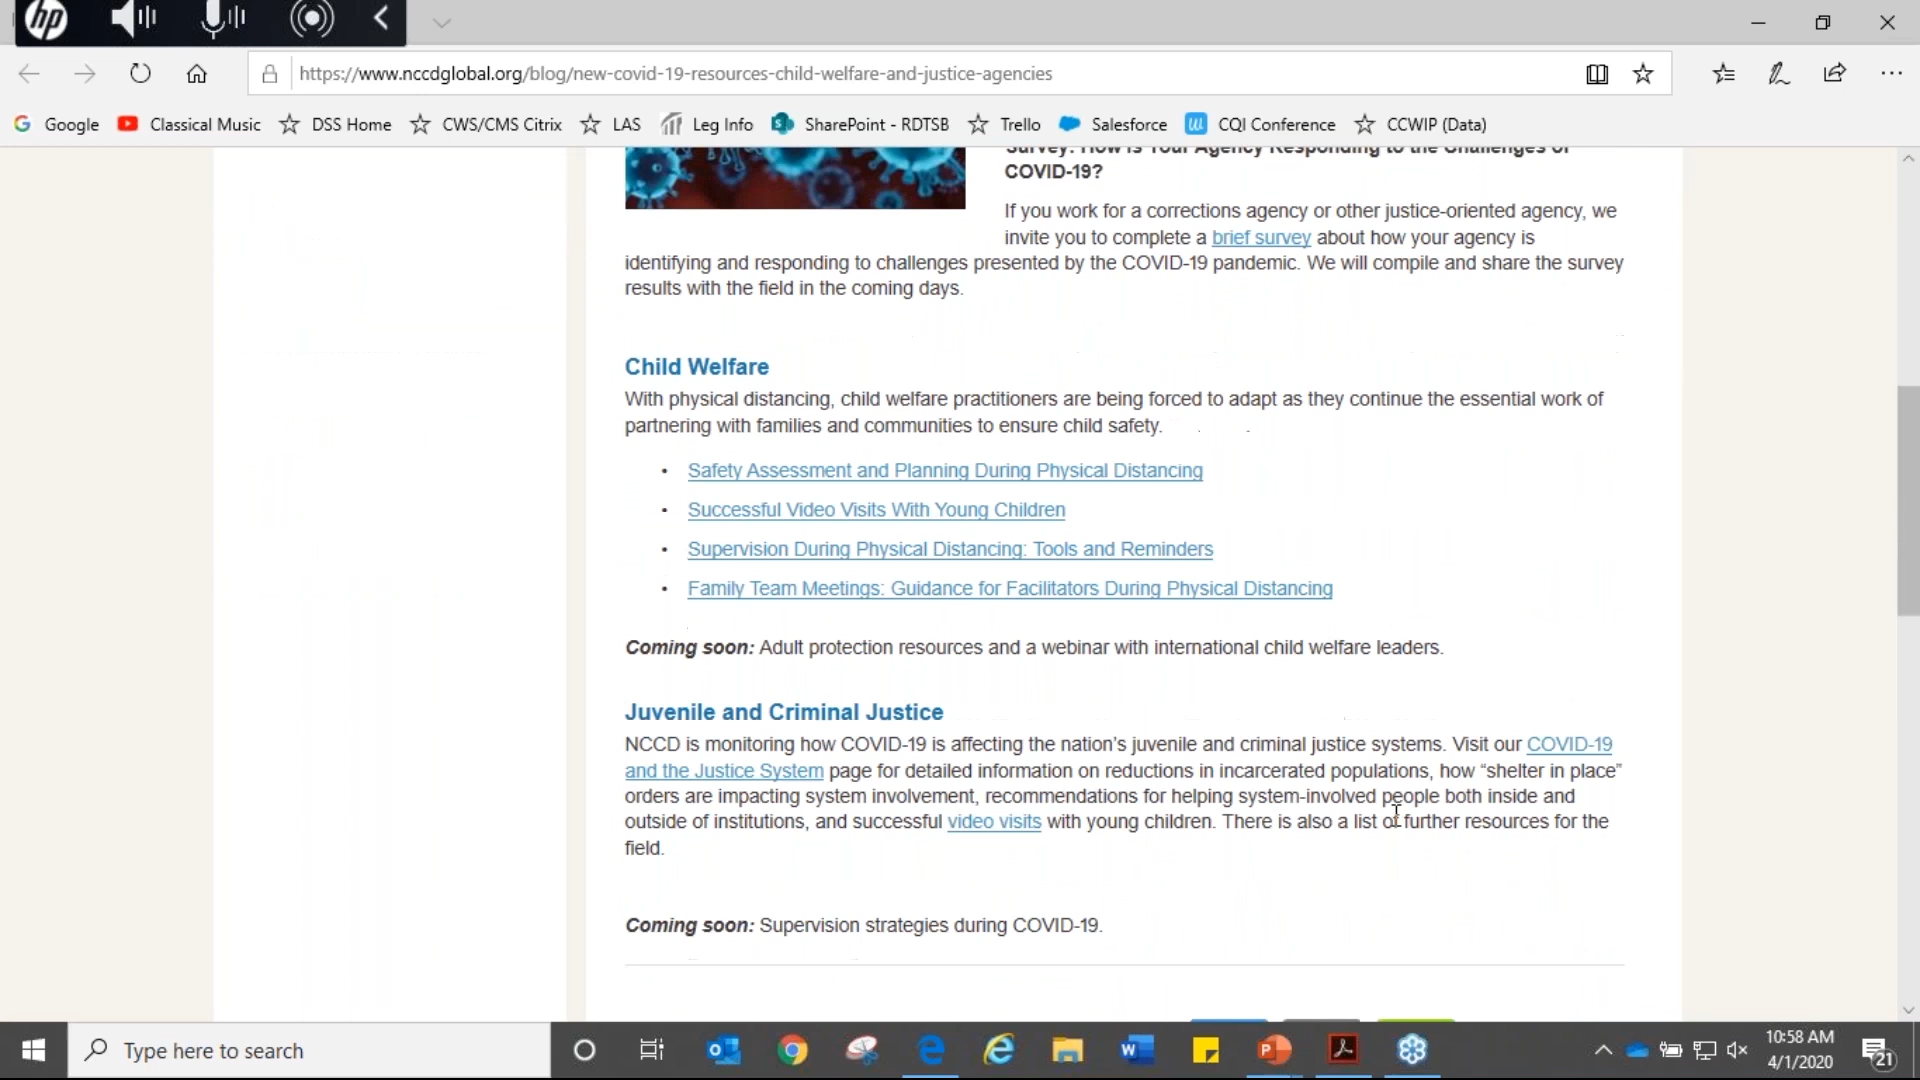 hp
https://www.nccdglobal.org/blog/new-covid-19-resources-child-welfare-and-justice-agencies
Google Classical Music DSS Home CWS/CMS Citrix LAS Leg Info SharePoint - RDTSB Trello Salesforce CQI Conference CCWIP (Data)
Survey: How Is Your Agency Responding to the Challenges of
COVID-19?
If you work for a corrections agency or other justice-oriented agency, we
invite you to complete a brief survey about how your agency is
identifying and responding to challenges presented by the COVID-19 pandemic. We will compile and share the survey
results with the field in the coming days.
Child Welfare
With physical distancing, child welfare practitioners are being forced to adapt as they continue the essential work of
partnering with families and communities to ensure child safety.
• Safety Assessment and Planning During Physical Distancing
• Successful Video Visits With Young Children
• Supervision During Physical Distancing: Tools and Reminders
• Family Team Meetings: Guidance for Facilitators During Physical Distancing
Coming soon: Adult protection resources and a webinar with international child welfare leaders.
Juvenile and Criminal Justice
NCCD is monitoring how COVID-19 is affecting the nation's juvenile and criminal justice systems. Visit our COVID-19
and the Justice System page for detailed information on reductions in incarcerated populations, how “shelter in place”
orders are impacting system involvement, recommendations for helping system-involved people both inside and
outside of institutions, and successful video visits with young children. There is also a list of further resources for the
field.
Coming soon: Supervision strategies during COVID-19.
Type here to search
10:58 AM
4/1/2020
21